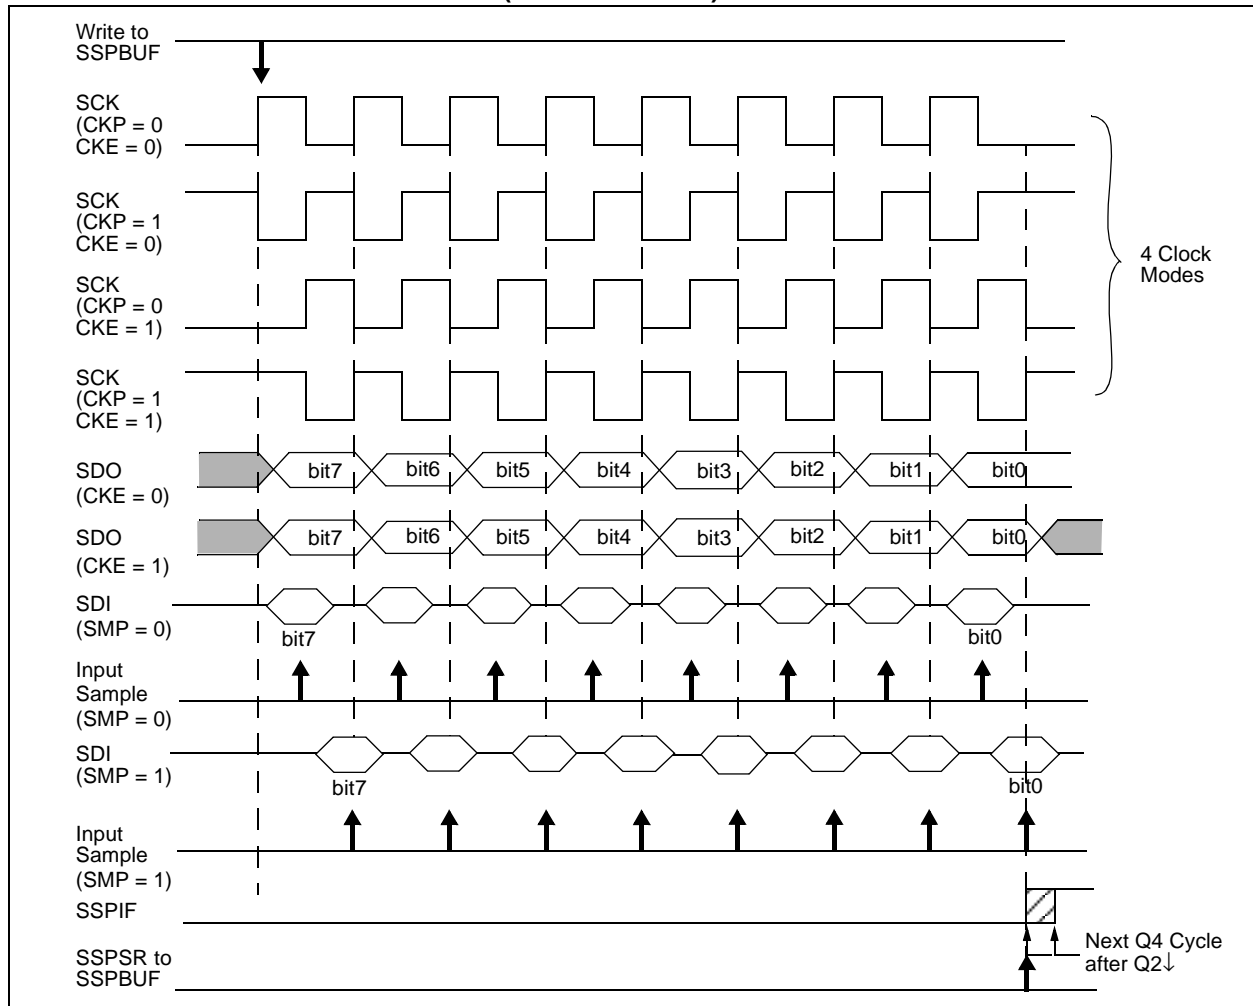 Write to
SSPBUF
SCK
(CKP = 0
CKE = 0)
SCK
(CKP = 1
CKE = 0)
SCK
(CKP = 0
CKE = 1)
SCK
(CKP = 1
CKE = 1)
4 Clock
Modes
SDO
(CKE = 0)
bit7 bit6 bit5 bit4 bit3 bit2 bit1 bit0
SDO
(CKE = 1)
bit7 bit6 bit5 bit4 bit3 bit2 bit1 bit0
SDI
(SMP = 0)
bit7 bit0
Input
Sample
(SMP = 0)
SDI
(SMP = 1)
bit7 bit0
Input
Sample
(SMP = 1)
SSPIF
SSPSR to
SSPBUF
Next Q4 Cycle
after Q2↓